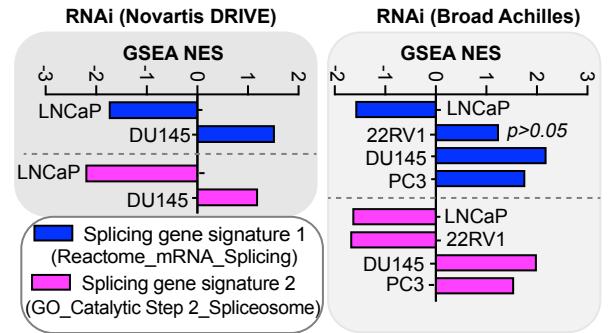 RNAi (Novartis DRIVE)
GSEA NES
-3 -2 -1 0 1 2
LNCaP
DU145
LNCaP
DU145
Splicing gene signature 1
(Reactome_mRNA_Splicing)
Splicing gene signature 2
(GO_Catalytic Step 2_Spliceosome)
RNAi (Broad Achilles)
GSEA NES
-2 -1 0 1 2 3
LNCaP
22RV1 p>0.05
DU145
PC3
LNCaP
22RV1
DU145
PC3